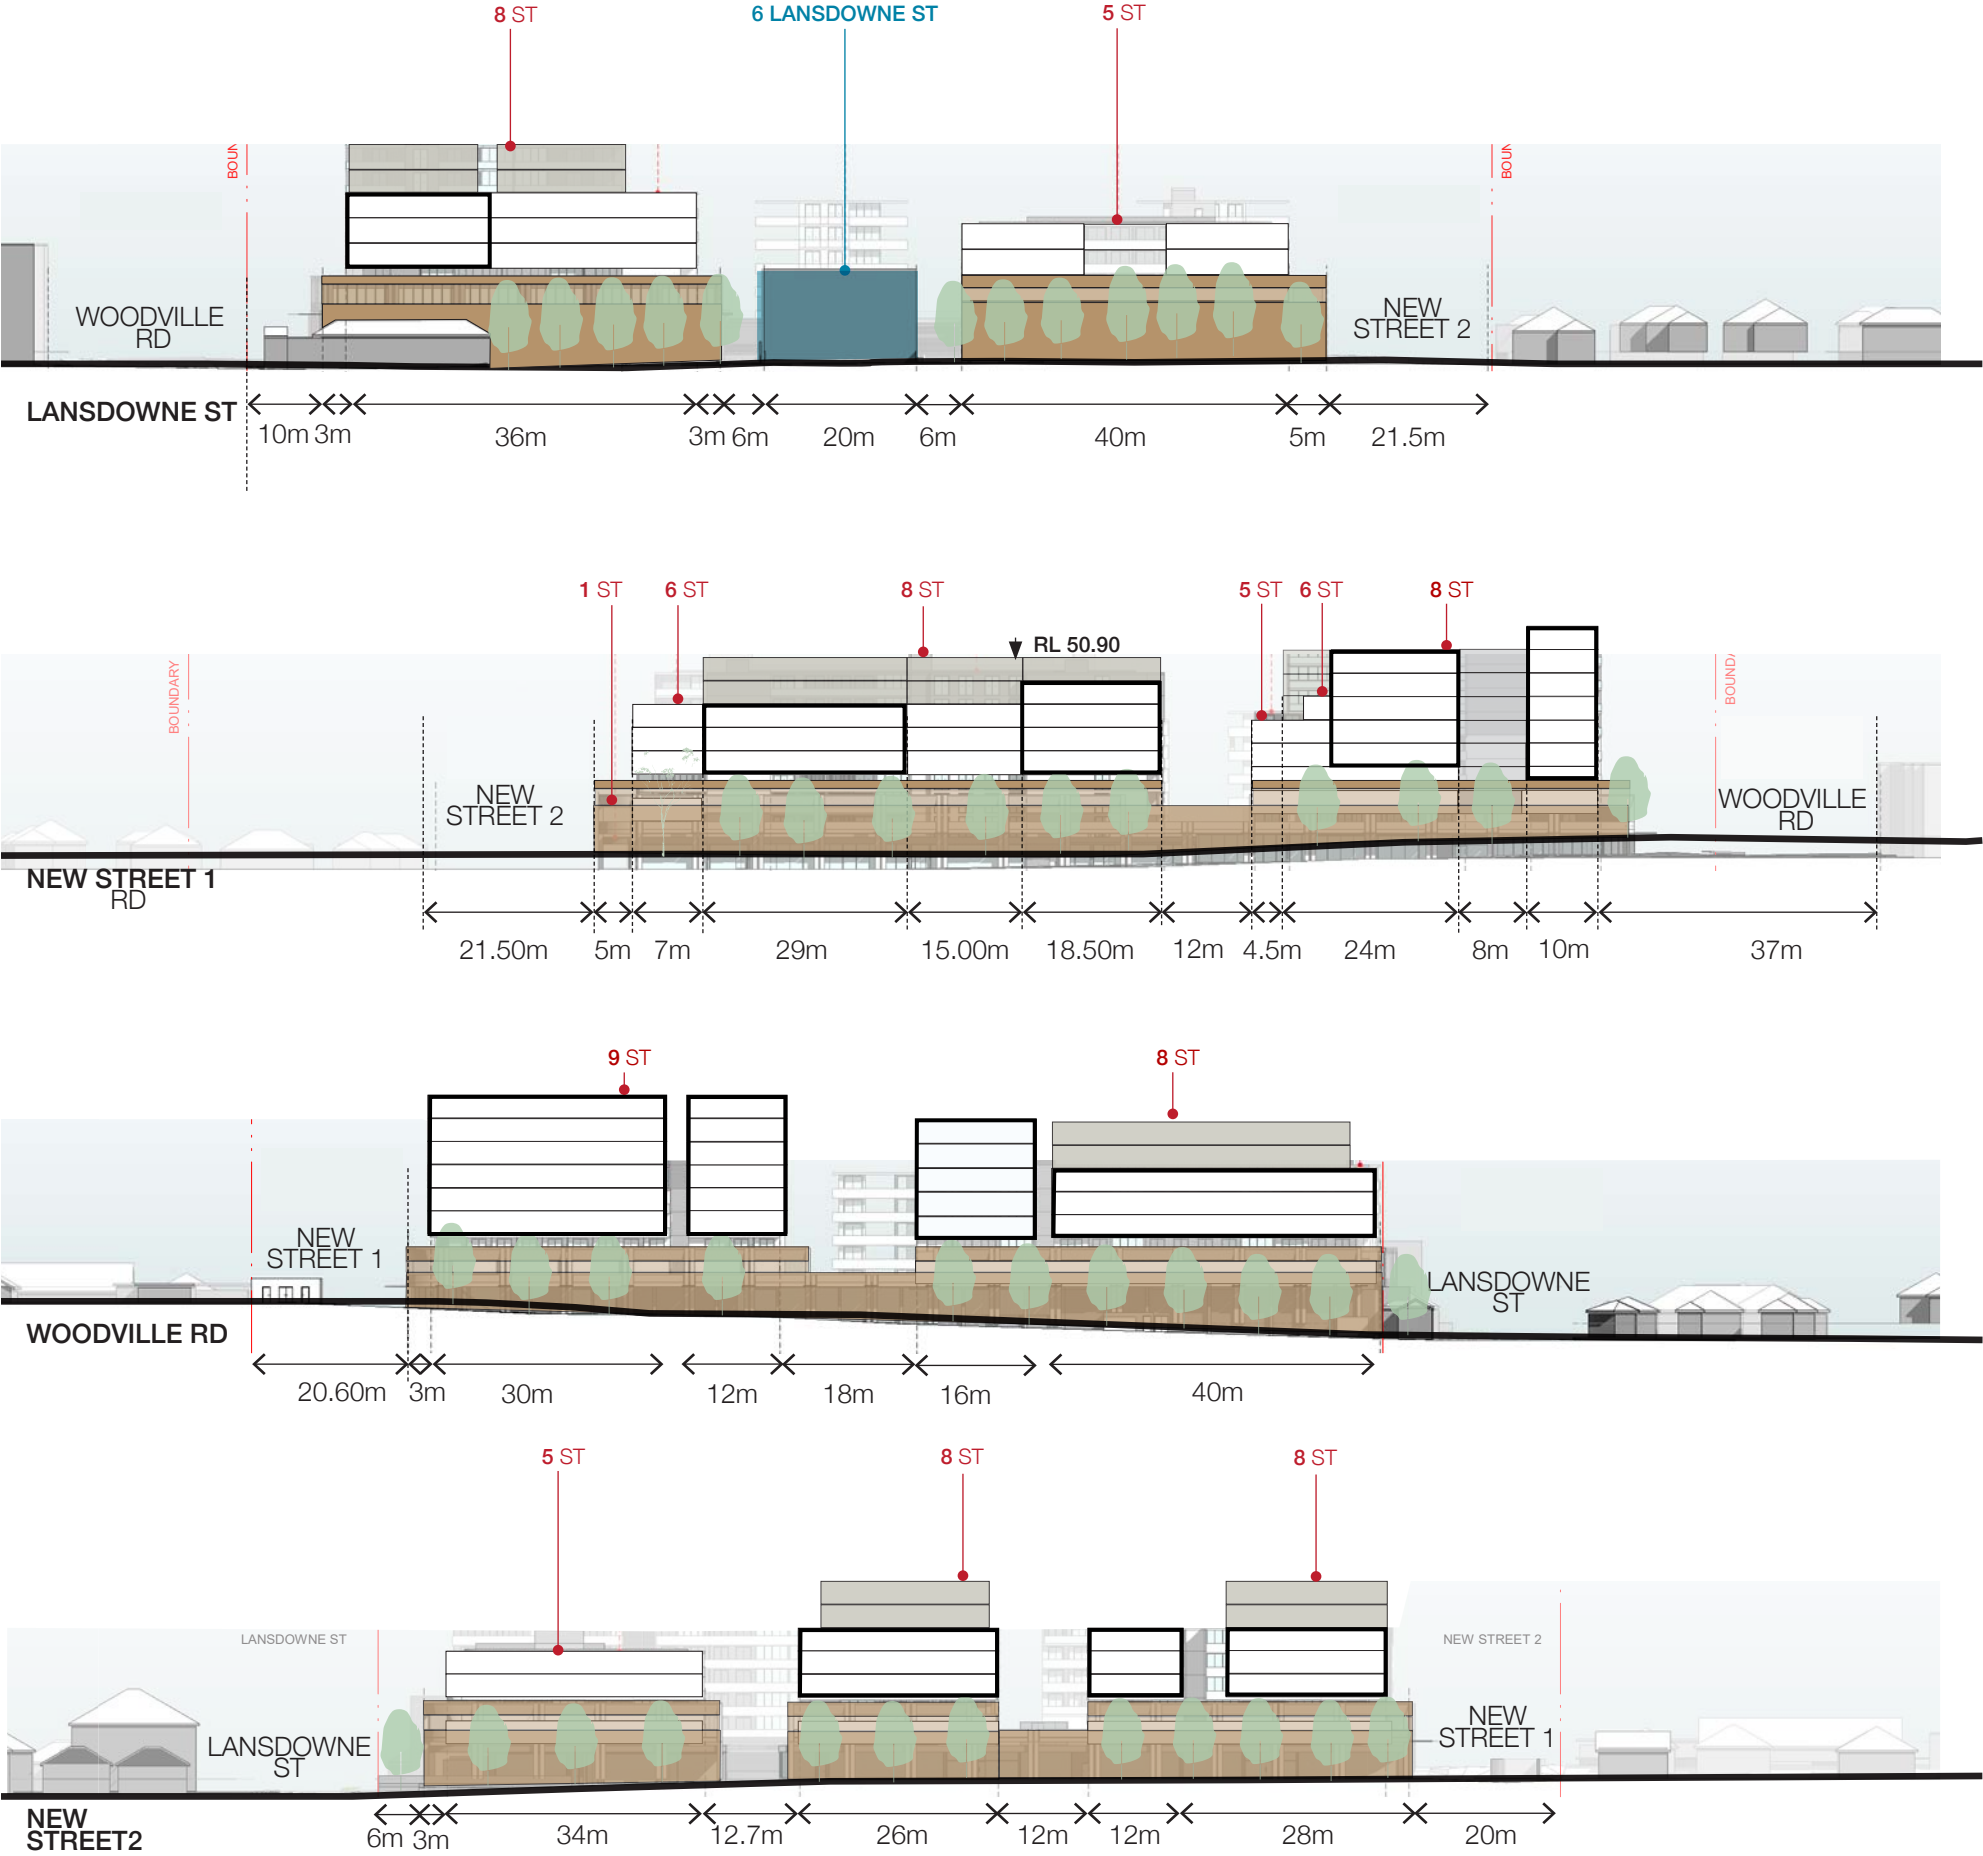 8 ST
6 LANSDOWNE ST
5 ST
BOUN
BOUN
WOODVILLE
RD
NEW
STREET 2
LANSDOWNE ST
10m 3m 36m 3m 6m 20m 6m 40m 5m 21.5m
1 ST 6 ST 8 ST 5 ST 6 ST 8 ST
RL 50.90
BOUNDARY
BOUND
NEW
STREET 2
WOODVILLE
RD
NEW STREET 1
RD
21.50m 5m 7m 29m 15.00m 18.50m 12m 4.5m 24m 8m 10m 37m
9 ST
8 ST
NEW
STREET 1
LANSDOWNE
ST
WOODVILLE RD
20.60m 3m 30m 12m 18m 16m 40m
5 ST
8 ST
8 ST
LANSDOWNE ST
NEW STREET 2
LANSDOWNE
ST
NEW
STREET 1
NEW
STREET2
6m 3m 34m 12.7m 26m 12m 12m 28m 20m